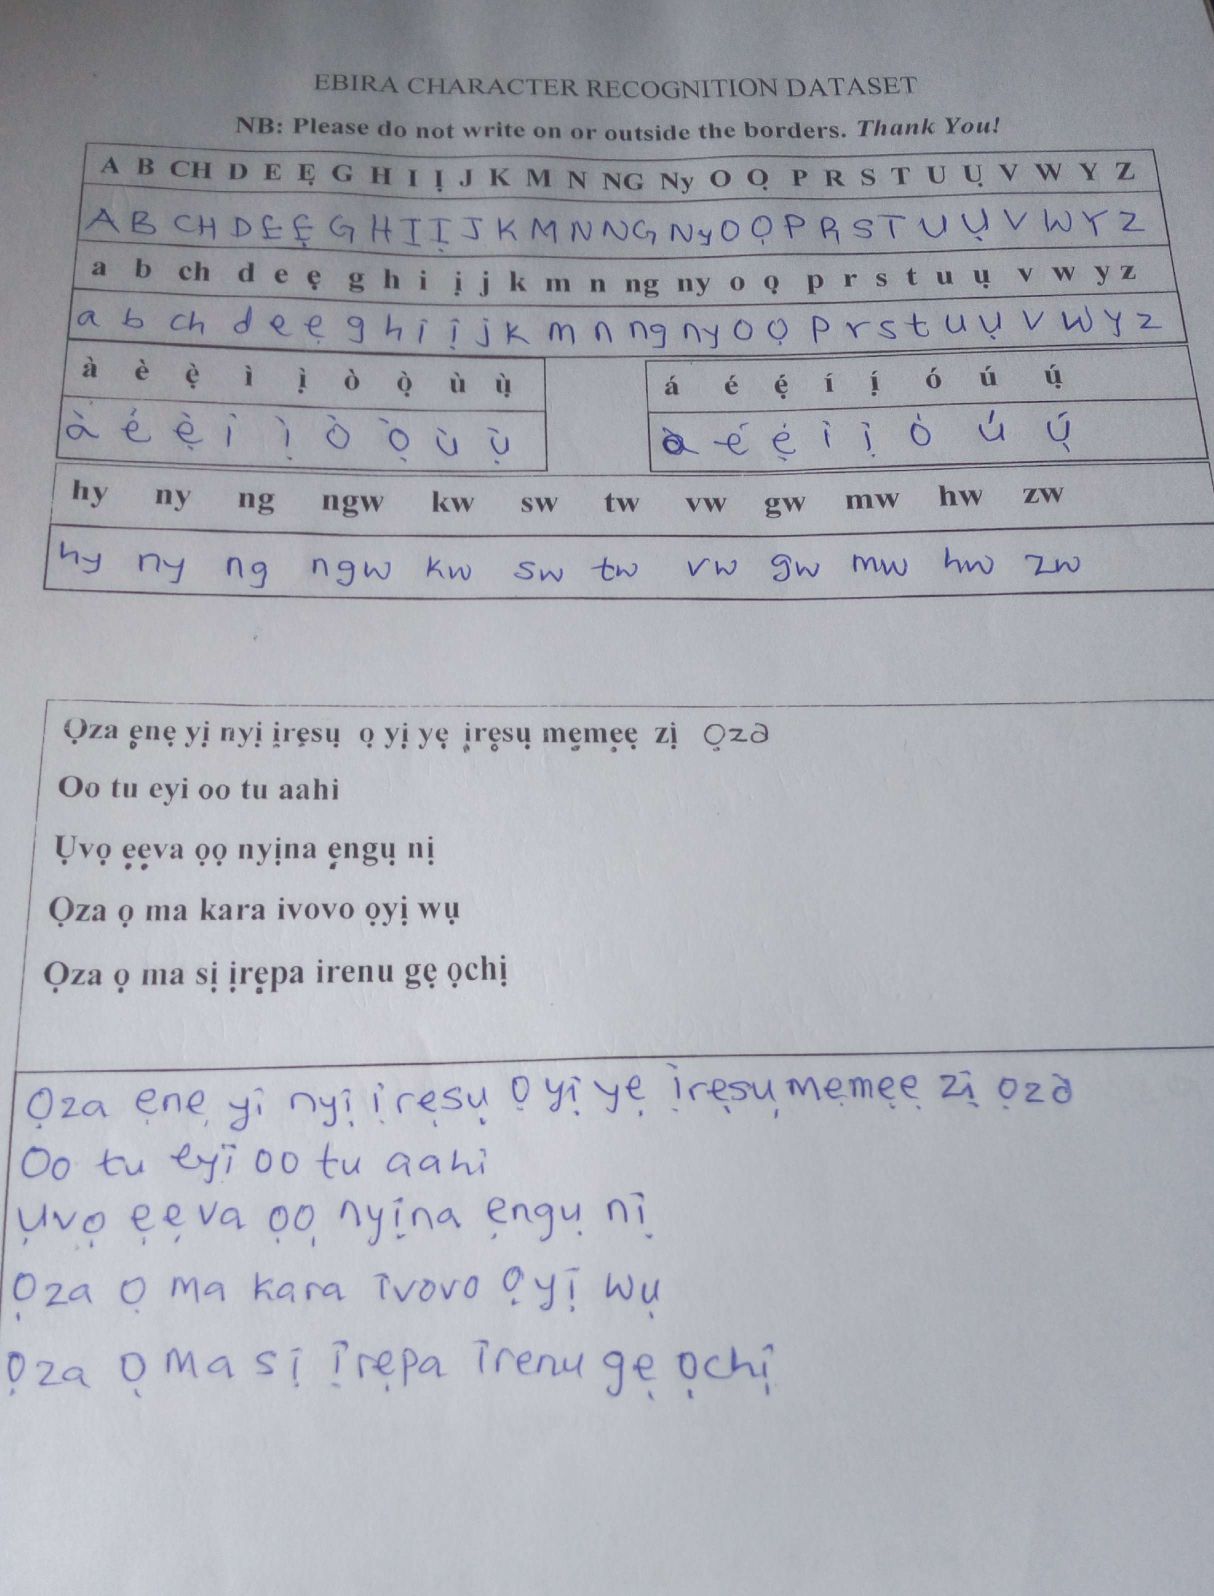 EBIRA CHARACTER RECOGNITION DATASET
NB: Please do not write on or outside the borders. Thank You!
A B CH D E Ẹ G H I Ị J K M N NG Ny O Ọ P R S T U Ụ V W Y Z
A B CH D E Ẹ G H I Ị J K M N NG Ny O Ọ P R S T U Ụ V W Y Z
a b ch d e ẹ g h i ị j k m n ng ny o ọ p r s t u ụ v w y z
a b ch d e ẹ g h i ị j k m n ng ny o ọ p r s t u ụ v w y z
à è ẹ̀ ì ị̀ ò ọ̀ ù ụ̀
á é ẹ́ í ị́ ó ú ụ́
à é ẹ̀ ì ị̀ ò ọ̀ ù ụ̀
à é ẹ́ ì ị̀ ò ú ụ́
hy ny ng ngw kw sw tw vw gw mw hw zw
hy ny ng ngw kw sw tw vw gw mw hw zw
Ọza ẹnẹ yị nyị ịrẹsụ ọ yị yẹ ịrẹsụ mẹmẹẹ zị Ọza
Oo tu eyi oo tu aahi
Ụvọ ẹẹva ọọ nyịna ẹngụ nị
Ọza ọ ma kara ivovo ọyị wụ
Ọza ọ ma sị ịrẹpa irenu gẹ ọchị
Ọza ẹnẹ yi nyị irẹsụ ọ yị yẹ ịrẹsụ mẹmẹẹ zị ọza
Oo tu eyi oo tu aahi
Ụvọ ẹẹva ọọ nyịna ẹngụ nị
Ọza ọ ma kara ivovo ọyị wụ
Ọza ọ ma sị ịrẹpa irenu gẹ ọchị